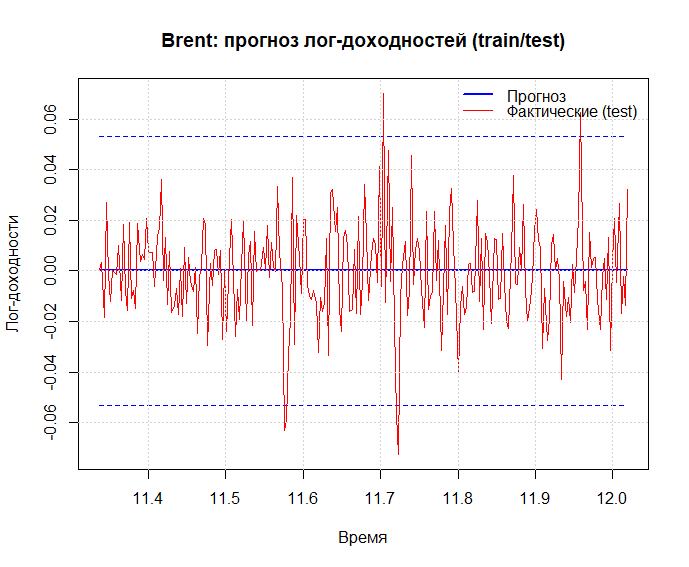 Brent: прогноз лог-доходностей (train/test)
Прогноз
Фактические (test)
Лог-доходности
0.06
0.04
0.02
0.00
-0.02
-0.04
-0.06
11.4 11.5 11.6 11.7 11.8 11.9 12.0
Время